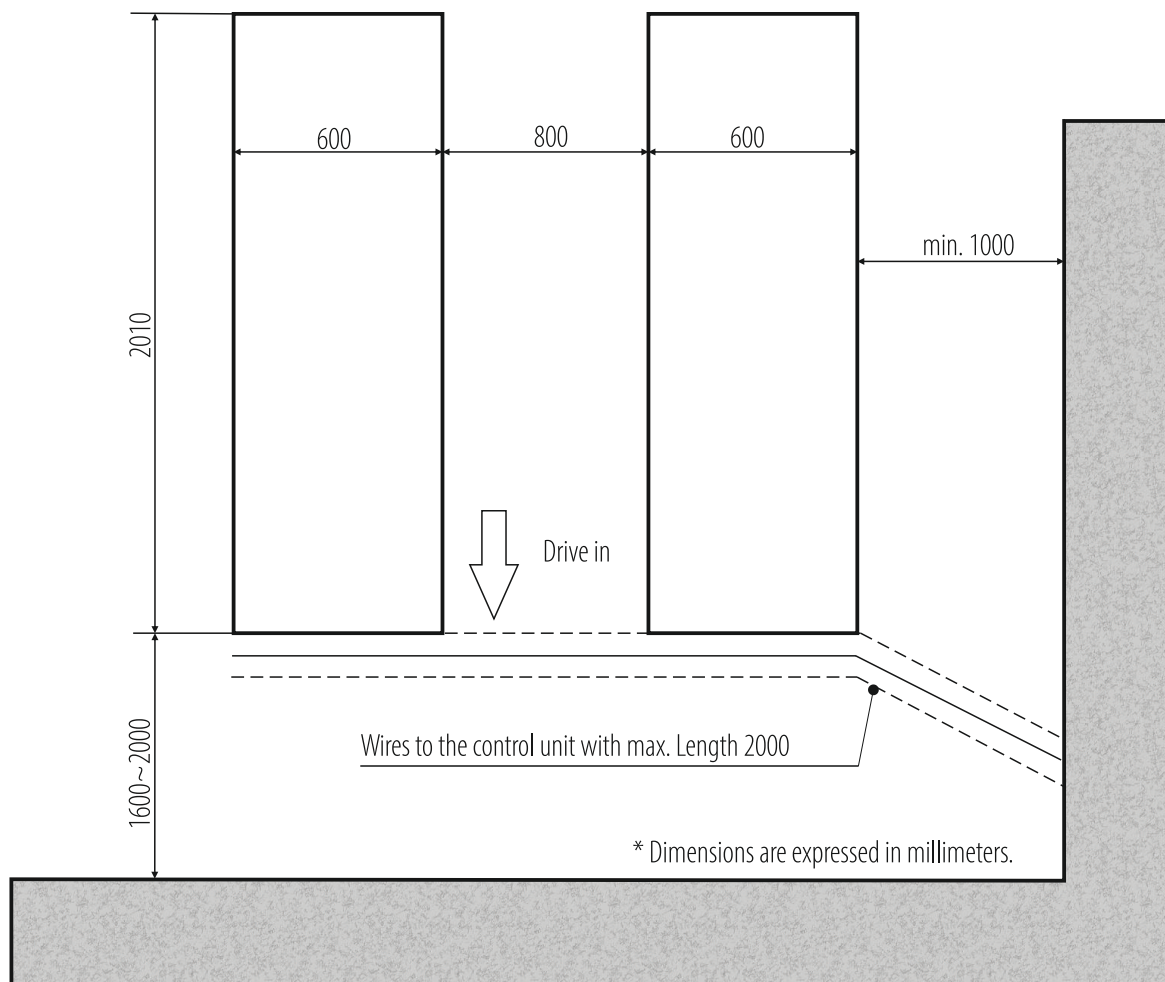 600
800
600
min. 1000
2010
Drive in
Wires to the control unit with max. Length 2000
1600~2000
* Dimensions are expressed in millimeters.